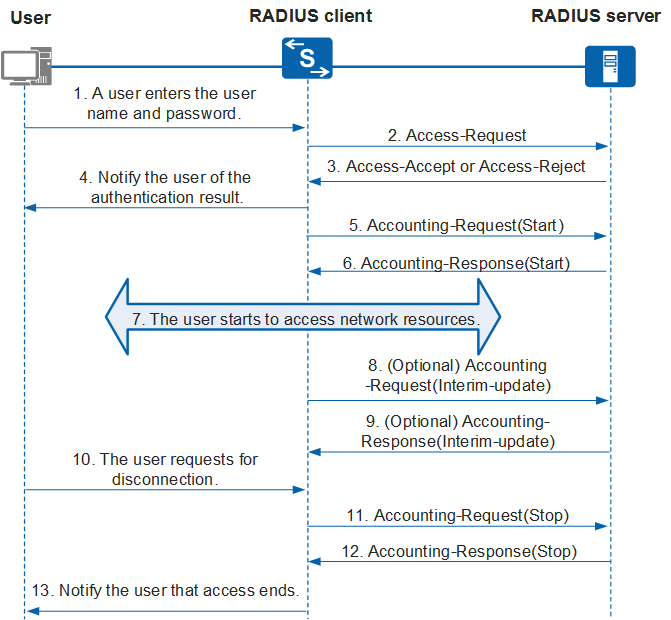 User
RADIUS client
RADIUS server
S
1. A user enters the user
name and password.
2. Access-Request
3. Access-Accept or Access-Reject
4. Notify the user of the
authentication result.
5. Accounting-Request(Start)
6. Accounting-Response(Start)
7. The user starts to access network resources.
8. (Optional) Accounting
-Request(Interim-update)
9. (Optional) Accounting-
Response(Interim-update)
10. The user requests for
disconnection.
11. Accounting-Request(Stop)
12. Accounting-Response(Stop)
13. Notify the user that access ends.